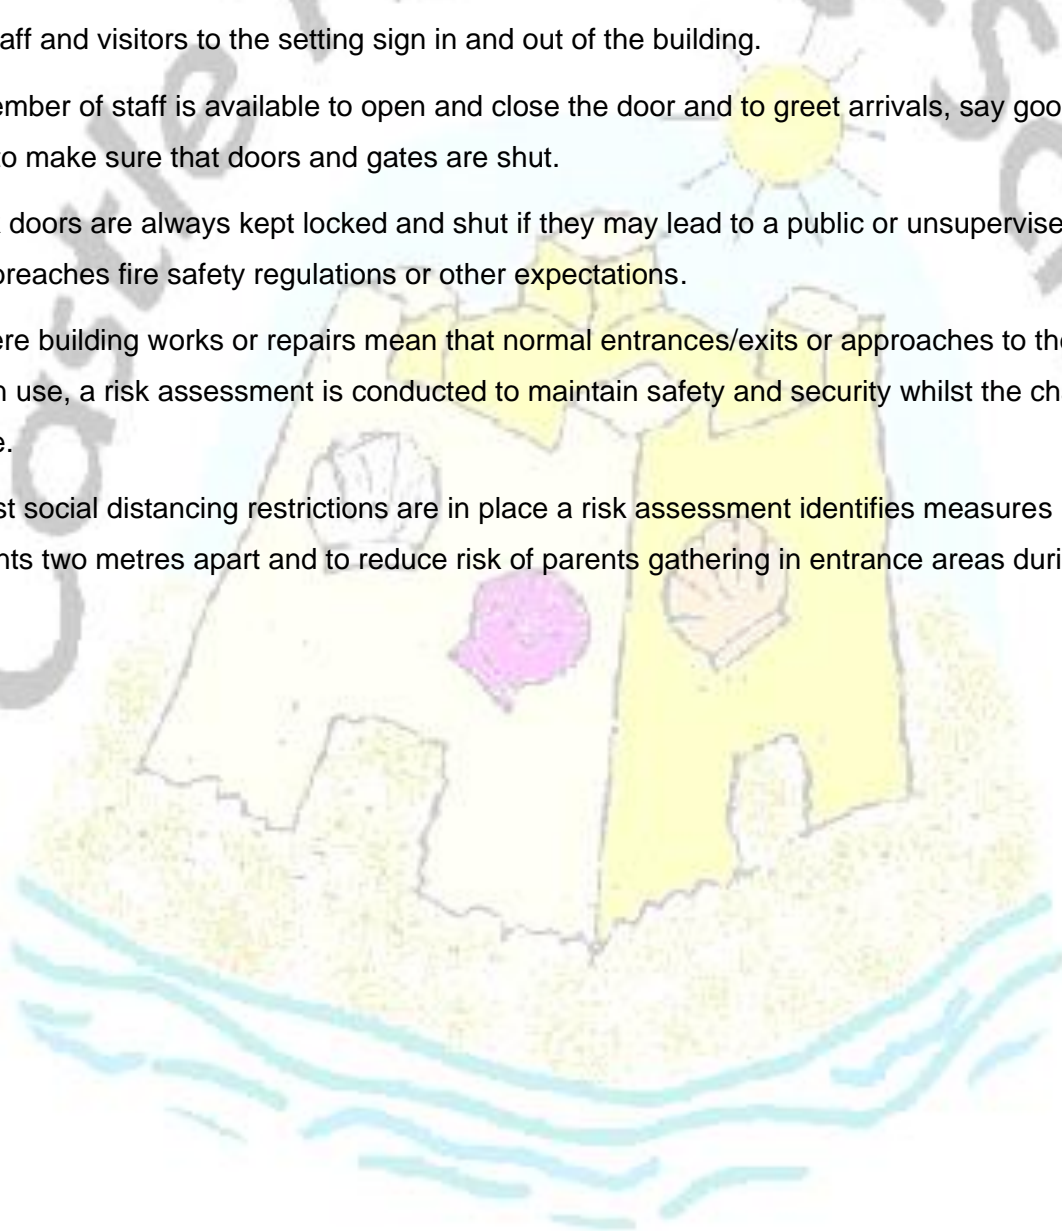 aff and visitors to the setting sign in and out of the building.
ember of staff is available to open and close the door and to greet arrivals, say goo
to make sure that doors and gates are shut.
doors are always kept locked and shut if they may lead to a public or unsupervise
breaches fire safety regulations or other expectations.
ere building works or repairs mean that normal entrances/exits or approaches to the
n use, a risk assessment is conducted to maintain safety and security whilst the ch
e.
st social distancing restrictions are in place a risk assessment identifies measures
nts two metres apart and to reduce risk of parents gathering in entrance areas duri
Castle